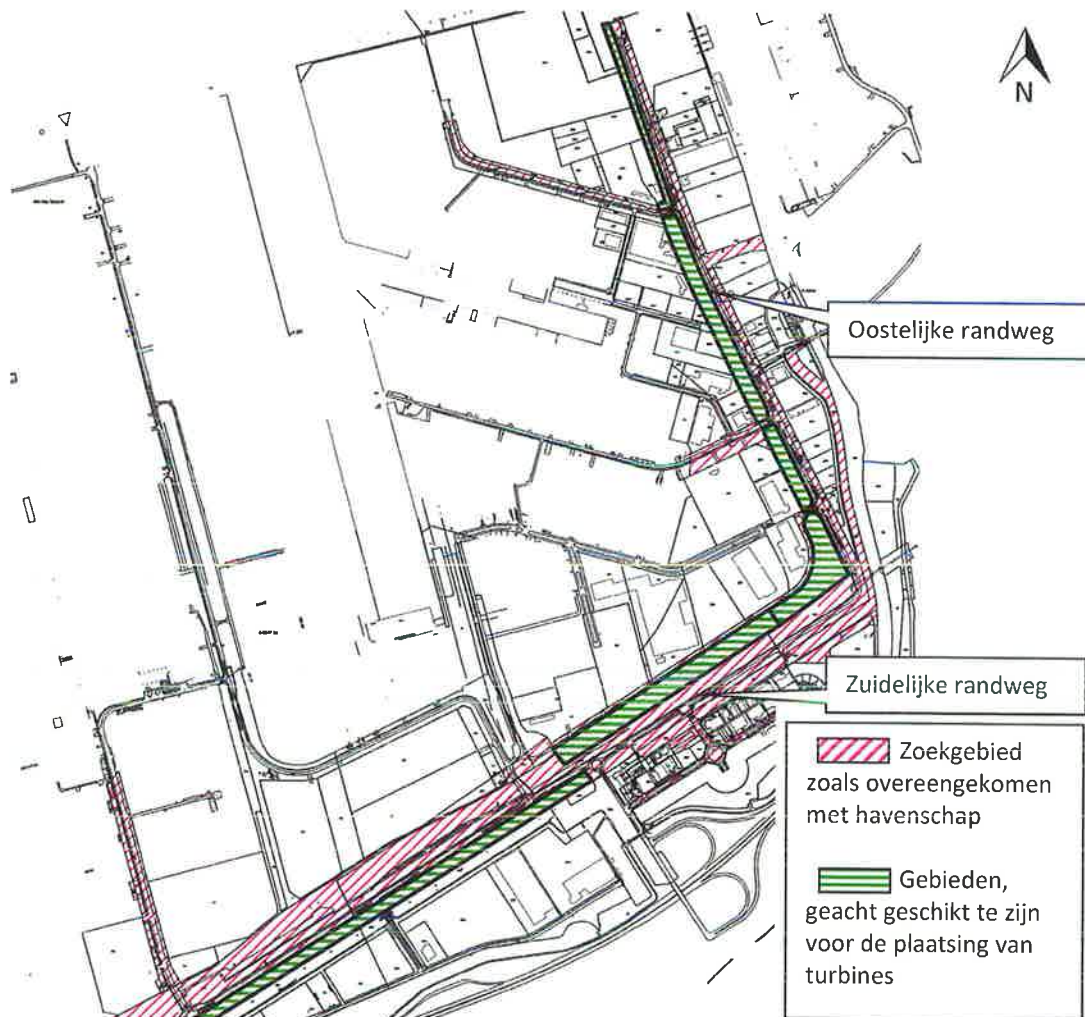 N
Oostelijke randweg
Zuidelijke randweg
Zoekgebied
zoals overeengekomen
met havenschap
Gebieden,
geacht geschikt te zijn
voor de plaatsing van
turbines